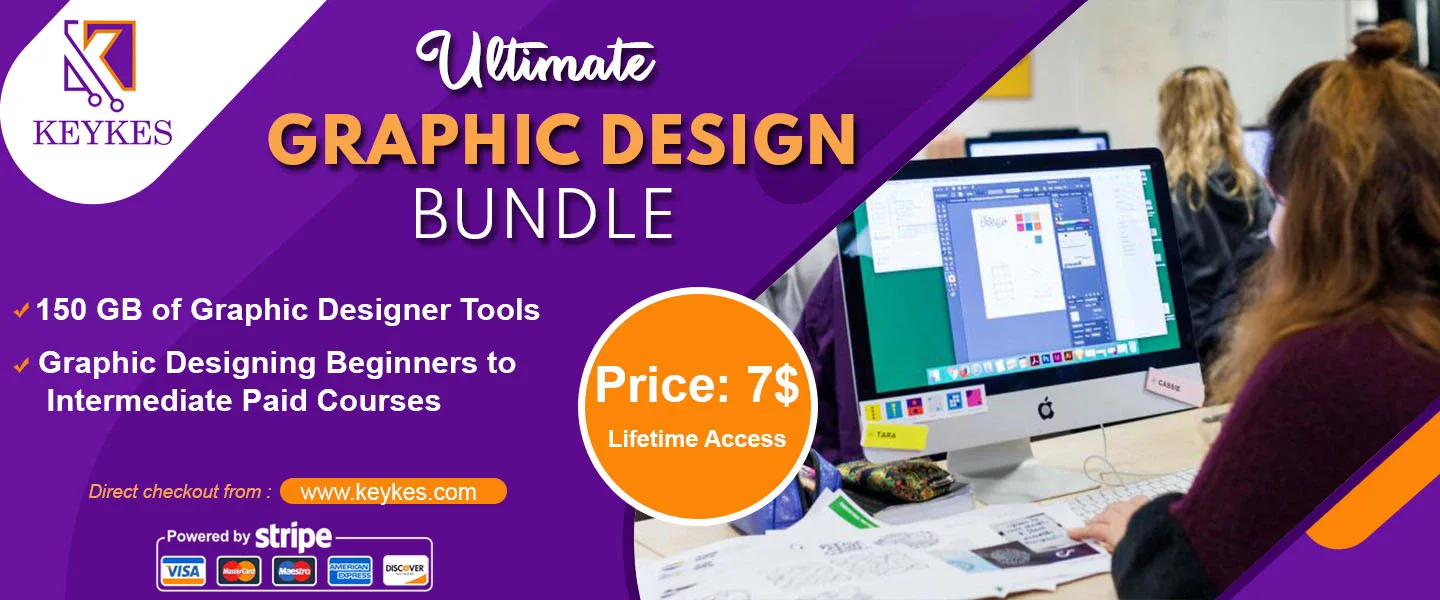 KEYKES
Ultimate
GRAPHIC DESIGN
BUNDLE
150 GB of Graphic Designer Tools
Graphic Designing Beginners to
Intermediate Paid Courses
Price: 7$
Lifetime Access
Direct checkout from :
www.keykes.com
Powered by stripe
VISA
MasterCard
Maestro
AMERICAN
EXPRESS
DISCOVER
TARA
CASSIE